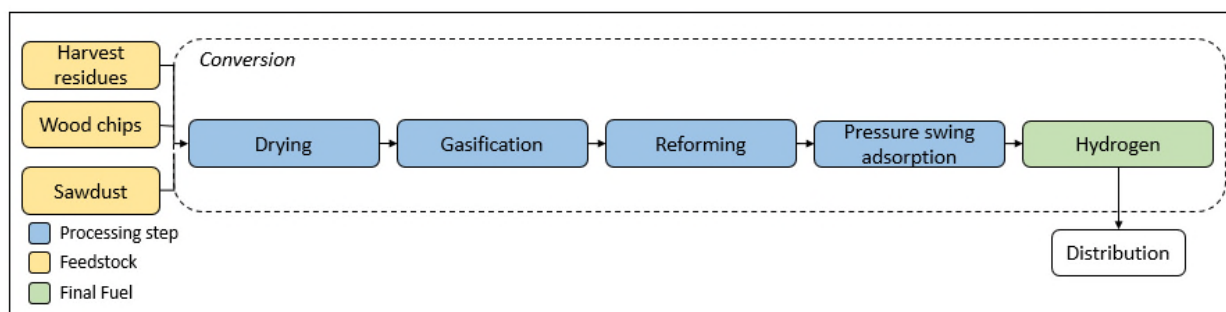 Harvest
residues
Wood chips
Sawdust
Conversion
Drying
Gasification
Reforming
Pressure swing
adsorption
Hydrogen
Distribution
Processing step
Feedstock
Final Fuel